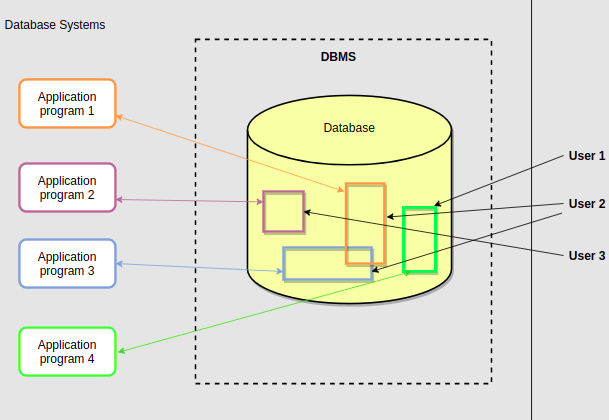 Database Systems
DBMS
Application
program 1
Database
User 1
Application
program 2
User 2
Application
program 3
User 3
Application
program 4